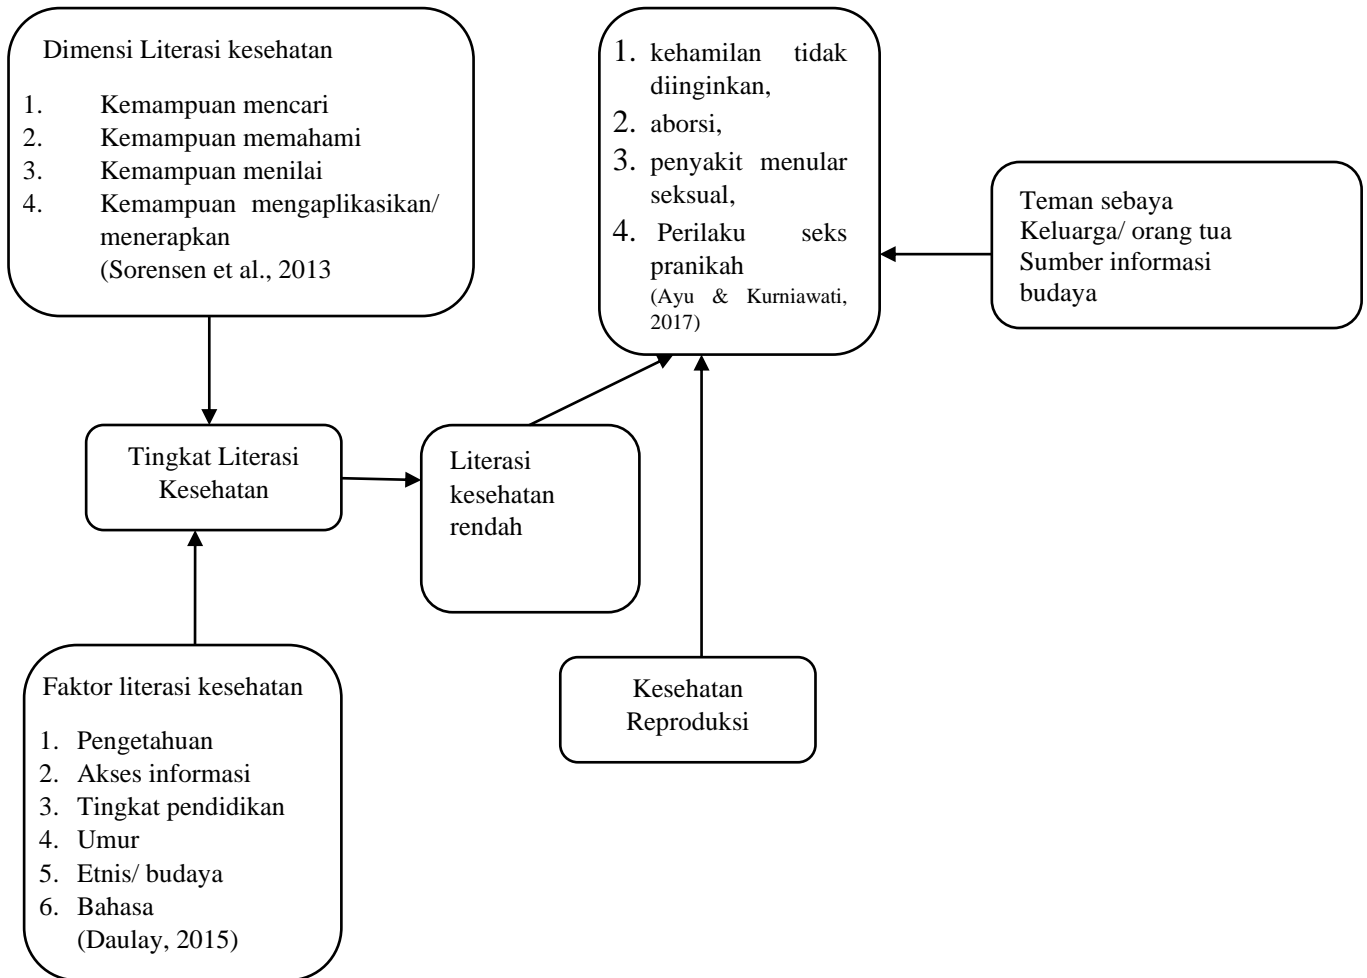 Dimensi Literasi kesehatan
1. Kemampuan mencari
2. Kemampuan memahami
3. Kemampuan menilai
4. Kemampuan mengaplikasikan/
menerapkan
(Sorensen et al., 2013
1. kehamilan tidak
diinginkan,
2. aborsi,
3. penyakit menular
seksual,
4. Perilaku seks
pranikah
(Ayu & Kurniawati,
2017)
Teman sebaya
Keluarga/ orang tua
Sumber informasi
budaya
Tingkat Literasi
Kesehatan
Literasi
kesehatan
rendah
Faktor literasi kesehatan
1. Pengetahuan
2. Akses informasi
3. Tingkat pendidikan
4. Umur
5. Etnis/ budaya
6. Bahasa
(Daulay, 2015)
Kesehatan
Reproduksi